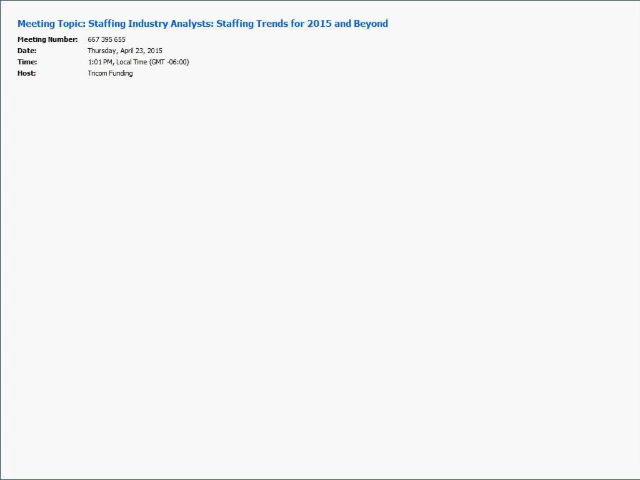 Meeting Topic: Staffing Industry Analysts: Staffing Trends for 2015 and Beyond
Meeting Number: 667 395 655
Date: Thursday, April 23, 2015
Time: 1:01 PM, Local Time (GMT -06:00)
Host: Tricom Funding